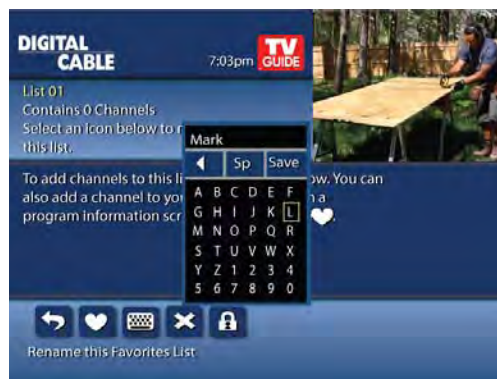 DIGITAL
CABLE
7:03pm
TV
GUIDE
List 01
Contains 0 Channels
Select an icon below to r
this list.
Mark
Sp Save
To add channels to this li ow. You can
also add a channel to you n a
program information scr
A B C D E F
G H I J K L
M N O P Q R
S T U V W X
Y Z 1 2 3 4
5 6 7 8 9 0
Rename this Favorites List